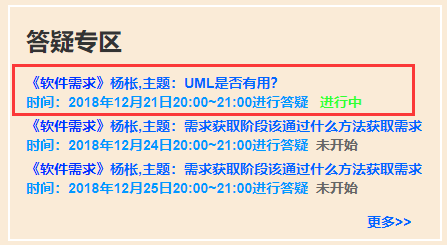 答疑专区
《软件需求》杨枨,主题：UML是否有用？
时间：2018年12月21日20:00~21:00进行答疑 进行中
《软件需求》杨枨,主题：需求获取阶段该通过什么方法获取需求
时间：2018年12月24日20:00~21:00进行答疑 未开始
《软件需求》杨枨,主题：需求获取阶段该通过什么方法获取需求
时间：2018年12月25日20:00~21:00进行答疑 未开始
更多>>